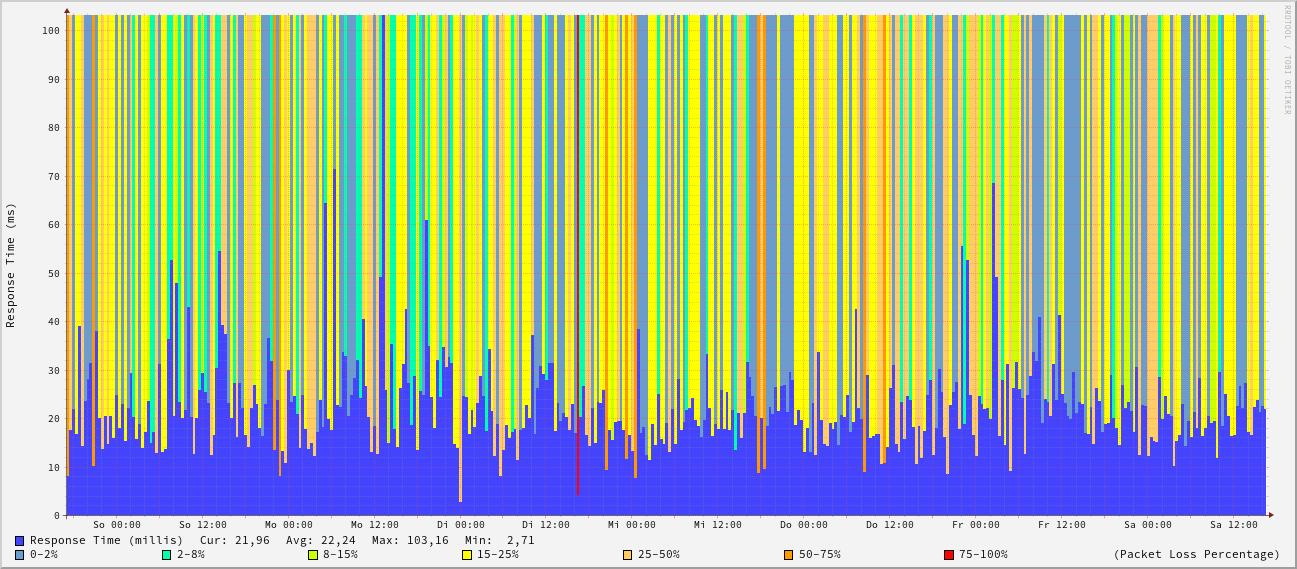 RRDTOOL / TOBI OETIKER
Response Time (ms)
100
90
80
70
60
50
40
30
20
10
0
So 00:00 So 12:00 Mo 00:00 Mo 12:00 Di 00:00 Di 12:00 Mi 00:00 Mi 12:00 Do 00:00 Do 12:00 Fr 00:00 Fr 12:00 Sa 00:00 Sa 12:00
Response Time (millis) Cur: 21,96 Avg: 22,24 Max: 103,16 Min: 2,71
0-2% 2-8% 8-15% 15-25% 25-50% 50-75% 75-100% (Packet Loss Percentage)